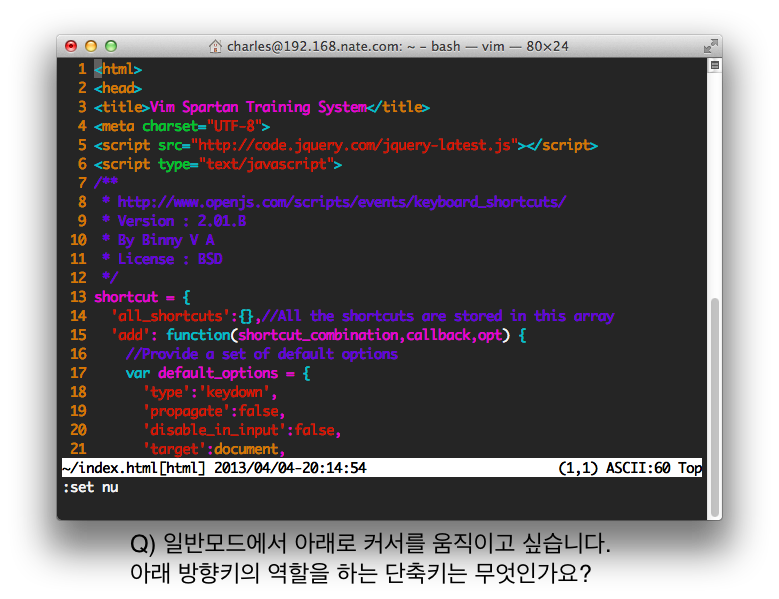 charles@192.168.nate.com: ~ – bash — vim — 80×24
1 <html>
2 <head>
3 <title>Vim Spartan Training System</title>
4 <meta charset="UTF-8">
5 <script src="http://code.jquery.com/jquery-latest.js"></script>
6 <script type="text/javascript">
7 /**
8  * http://www.openjs.com/scripts/events/keyboard_shortcuts/
9  * Version : 2.01.B
10  * By Binny V A
11  * License : BSD
12  */
13 shortcut = {
14   'all_shortcuts':{},//All the shortcuts are stored in this array
15   'add': function(shortcut_combination,callback,opt) {
16     //Provide a set of default options
17     var default_options = {
18       'type':'keydown',
19       'propagate':false,
20       'disable_in_input':false,
21       'target':document,
~/index.html[html] 2013/04/04-20:14:54 (1,1) ASCII:60 Top
:set nu
Q) 일반모드에서 아래로 커서를 움직이고 싶습니다.
아래 방향키의 역할을 하는 단축키는 무엇인가요?